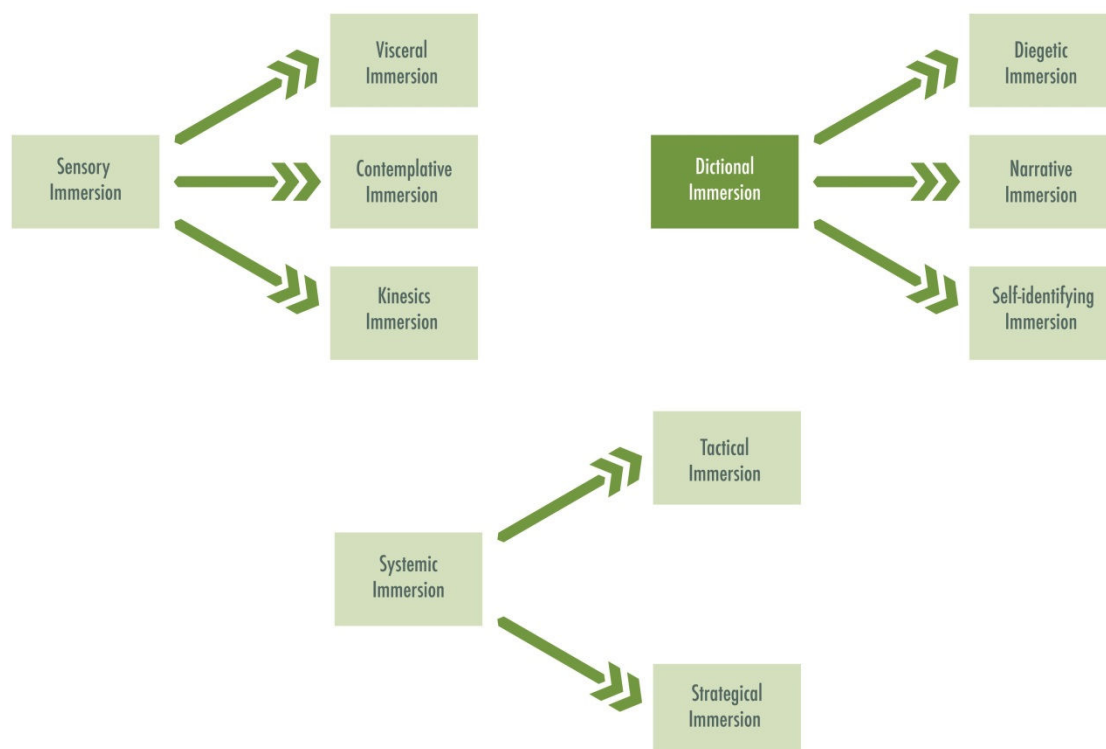 Sensory
Immersion
Visceral
Immersion
Contemplative
Immersion
Kinesics
Immersion
Dictional
Immersion
Diegetic
Immersion
Narrative
Immersion
Self-identifying
Immersion
Systemic
Immersion
Tactical
Immersion
Strategical
Immersion